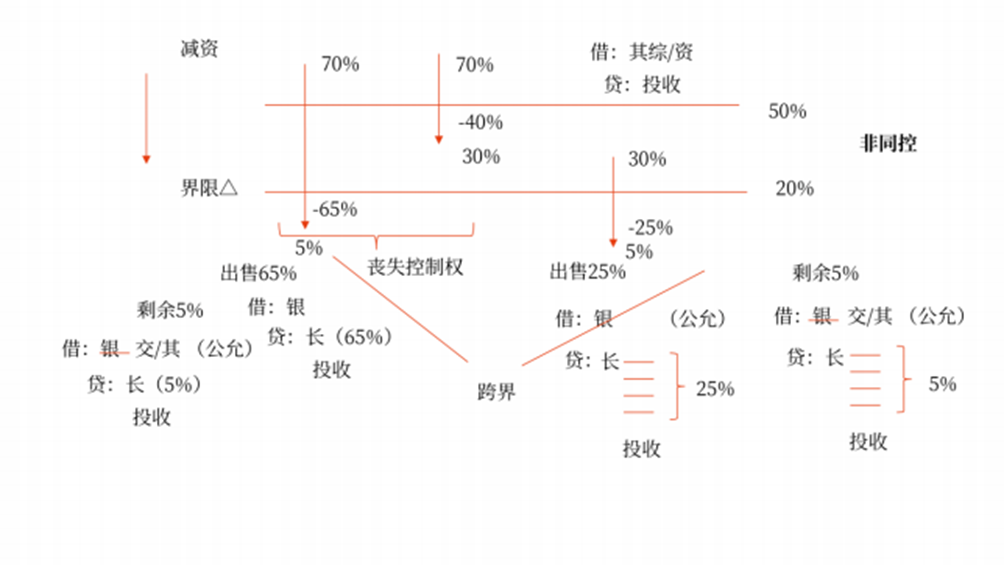 减资
70%
70%
借：其综/资
贷：投收
50%
-40%
30%
非同控
30%
界限△
20%
-65%
-25%
5%
5%
丧失控制权
出售65%
出售25%
剩余5%
剩余5%
借：银
借：银 （公允）
借：银 交/其 （公允）
借：银 交/其 （公允）
贷：长（65%）
贷：长
贷：长
投收
贷：长（5%）
跨界
25%
5%
投收
投收
投收